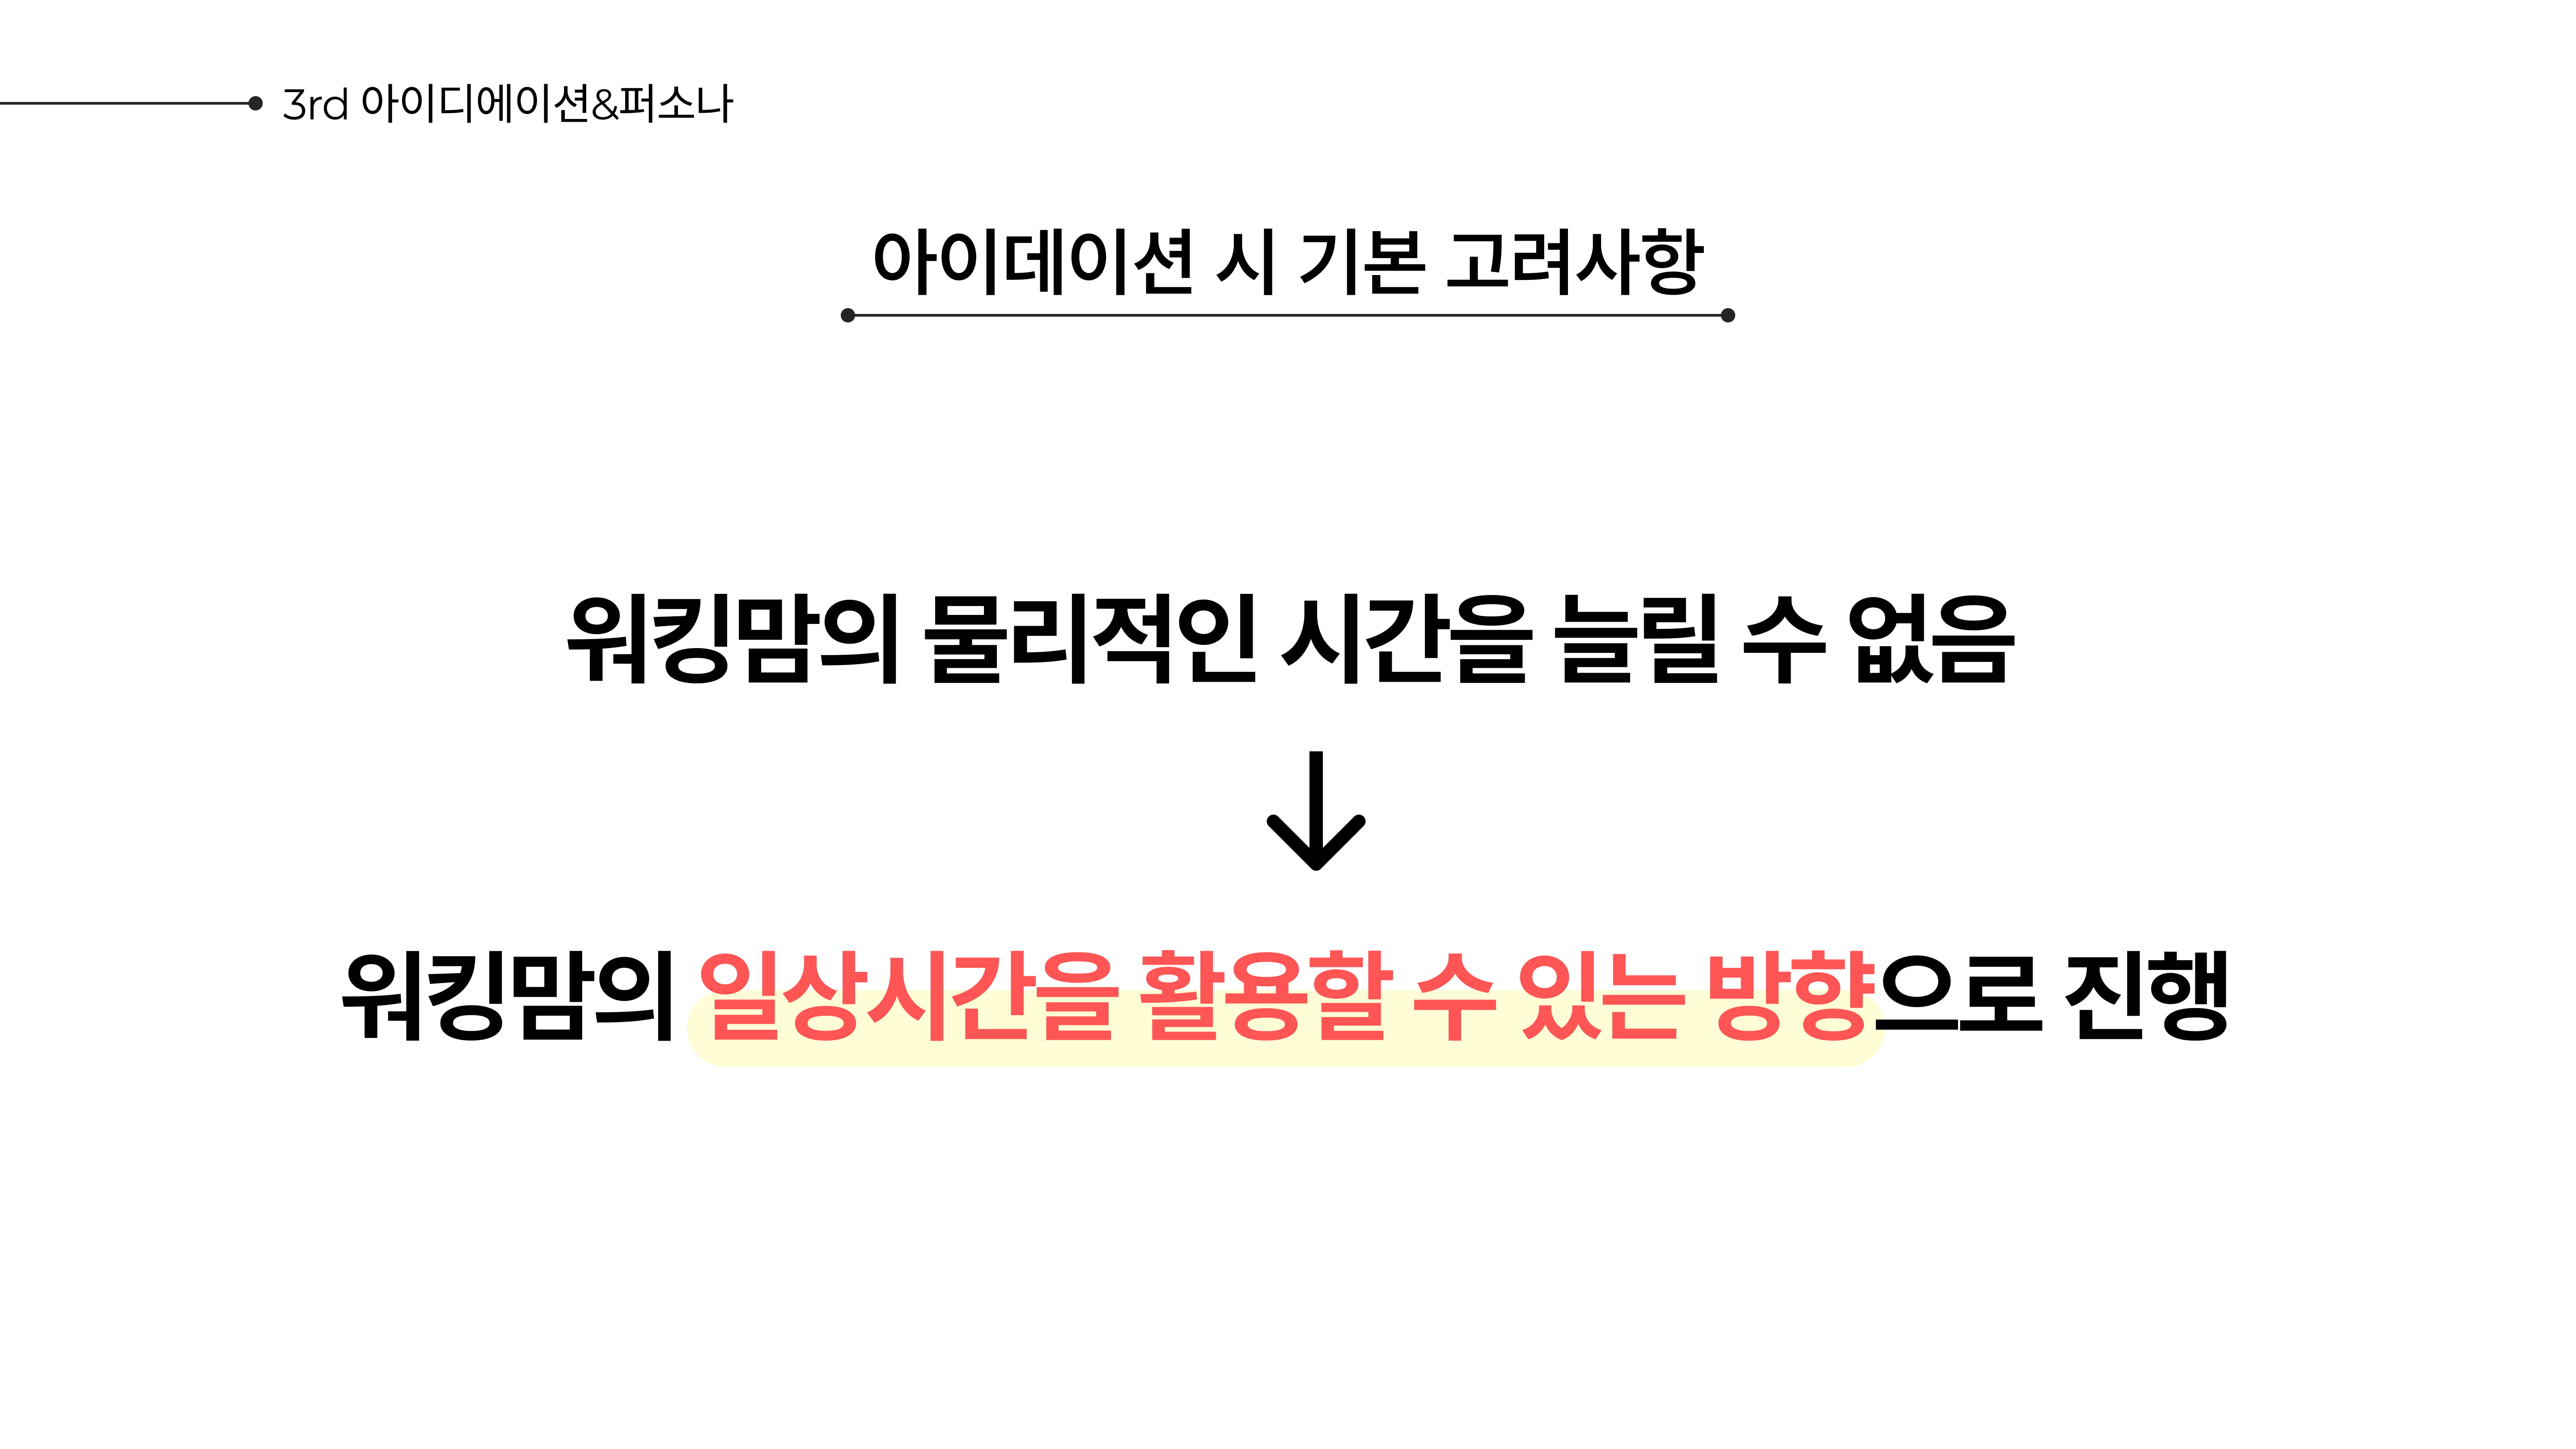 3rd 아이디에이션&퍼소나
아이데이션 시 기본 고려사항
워킹맘의 물리적인 시간을 늘릴 수 없음
워킹맘의 일상시간을 활용할 수 있는 방향으로 진행